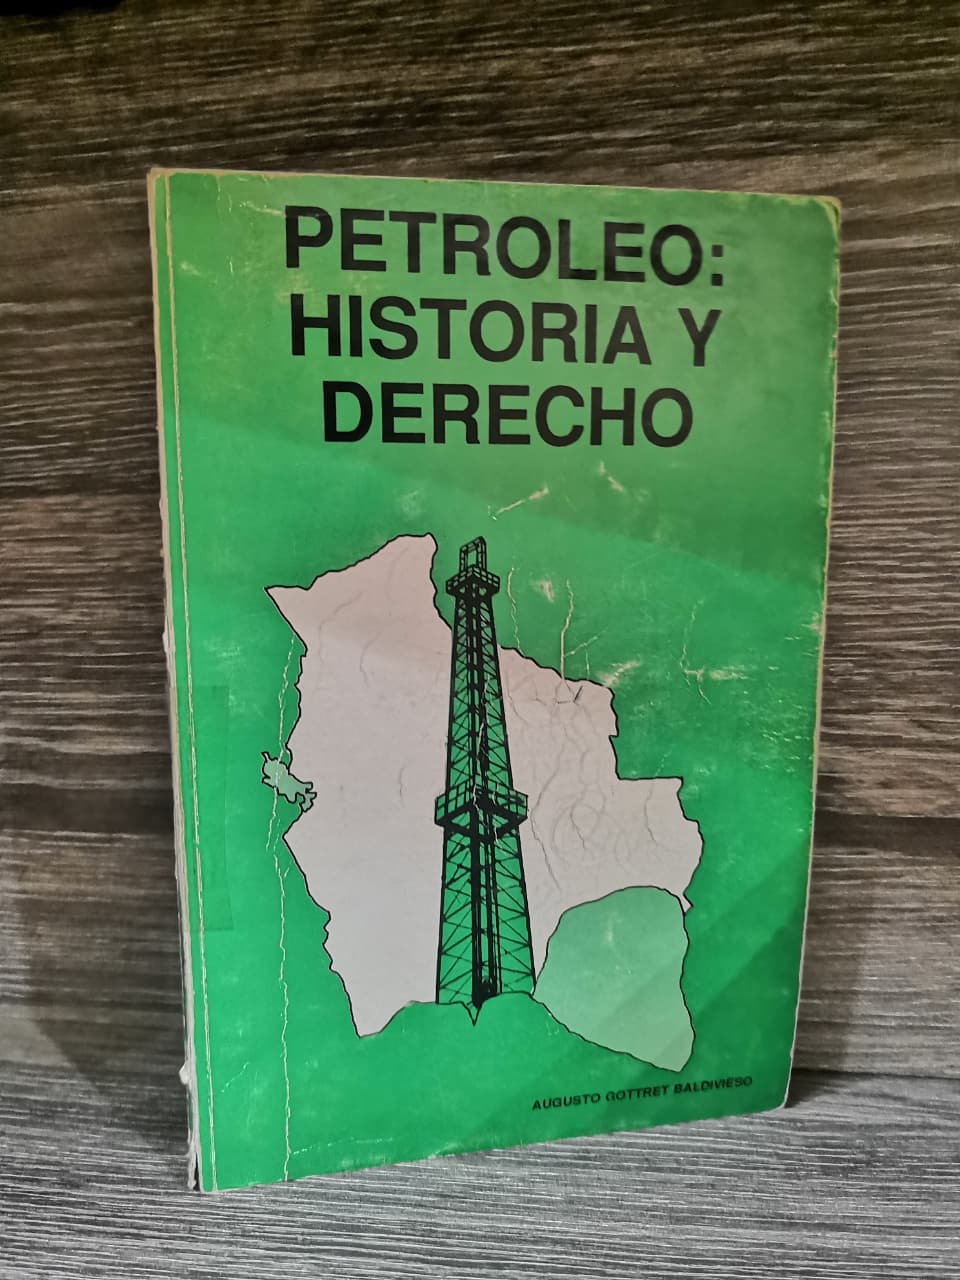 PETROLEO:
HISTORIA Y
DERECHO
AUGUSTO GOTTRET BALDIVIESO